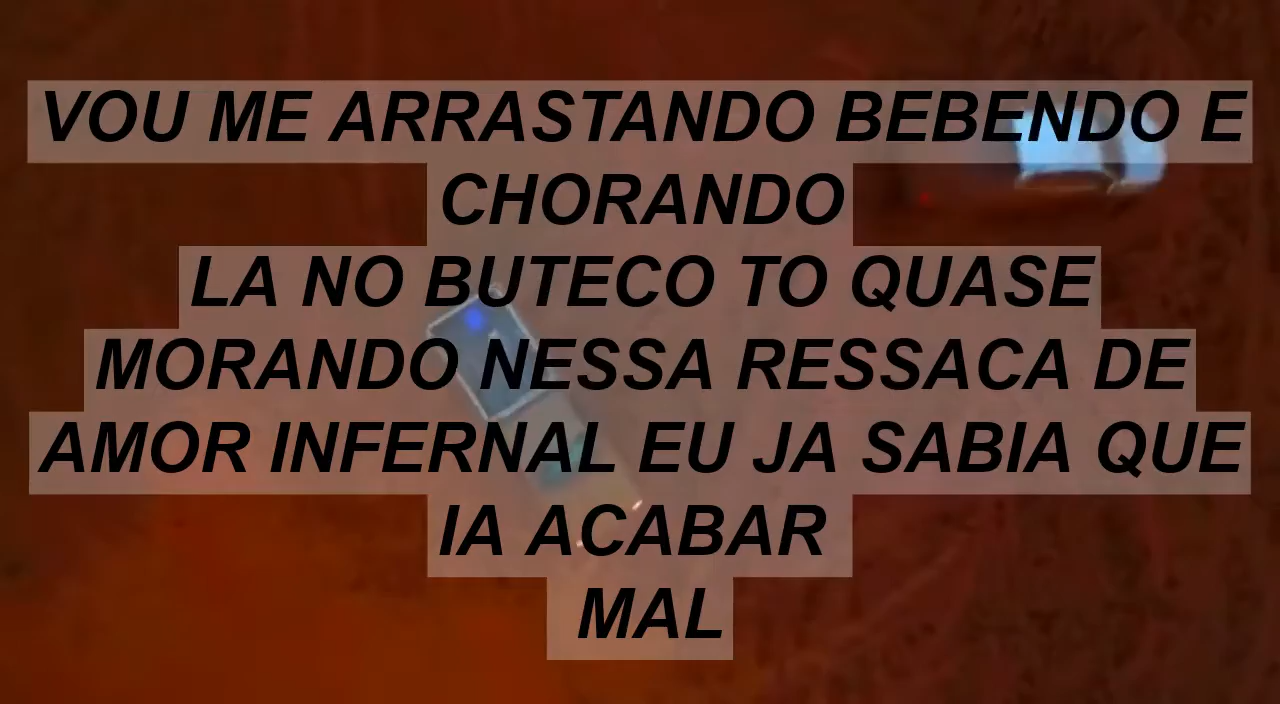 VOU ME ARRASTANDO BEBENDO E
CHORANDO
LA NO BUTECO TO QUASE
MORANDO NESSA RESSACA DE
AMOR INFERNAL EU JA SABIA QUE
IA ACABAR
MAL